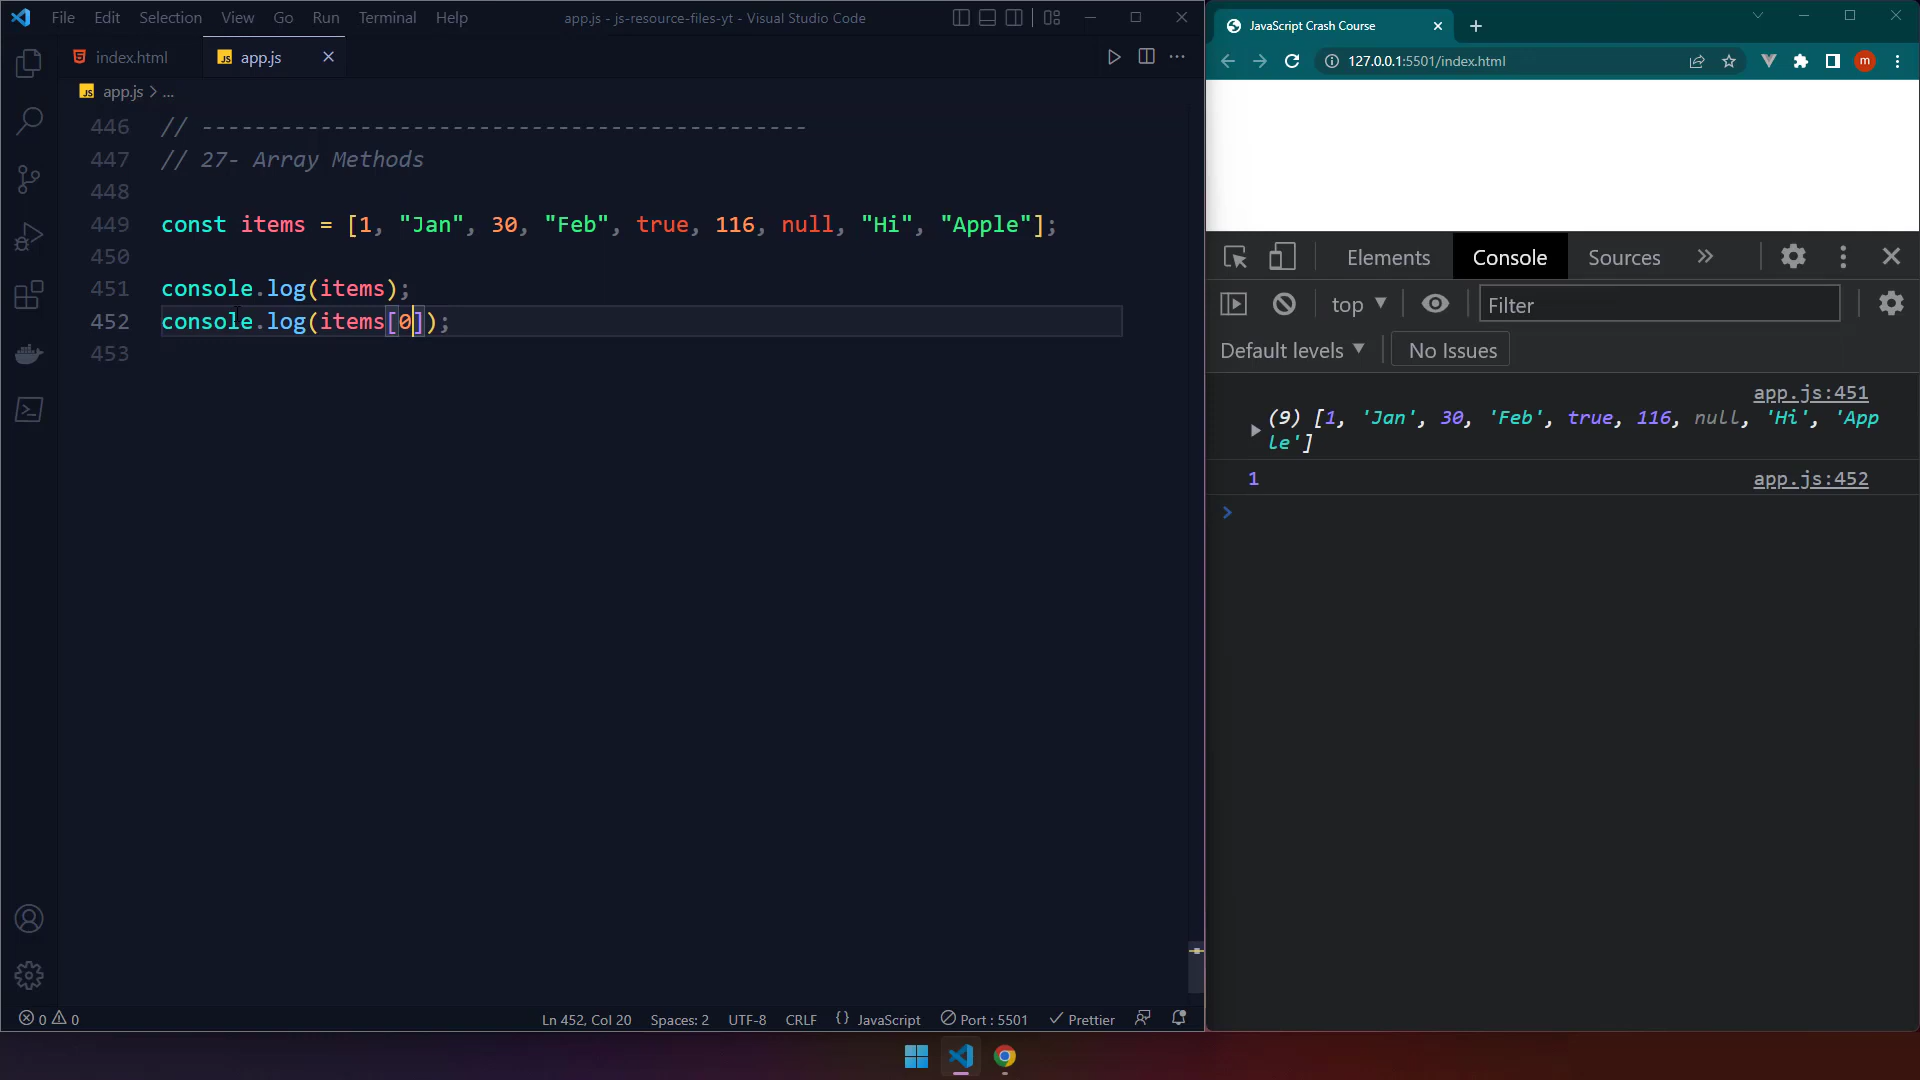 File Edit Selection View Go Run Terminal Help
app.js - js-resource-files-yt - Visual Studio Code
index.html
JS app.js
JS app.js > ...
446 // ----------------------------------------------
447 // 27- Array Methods
448
449 const items = [1, "Jan", 30, "Feb", true, 116, null, "Hi", "Apple"];
450
451 console.log(items);
452 console.log(items[0]);
453
0 0
Ln 452, Col 20 Spaces: 2 UTF-8 CRLF {} JavaScript Port : 5501 Prettier
JavaScript Crash Course
127.0.0.1:5501/index.html
m
Elements Console Sources »
top Filter
Default levels No Issues
app.js:451
(9) [1, 'Jan', 30, 'Feb', true, 116, null, 'Hi', 'App
le']
1 app.js:452
>